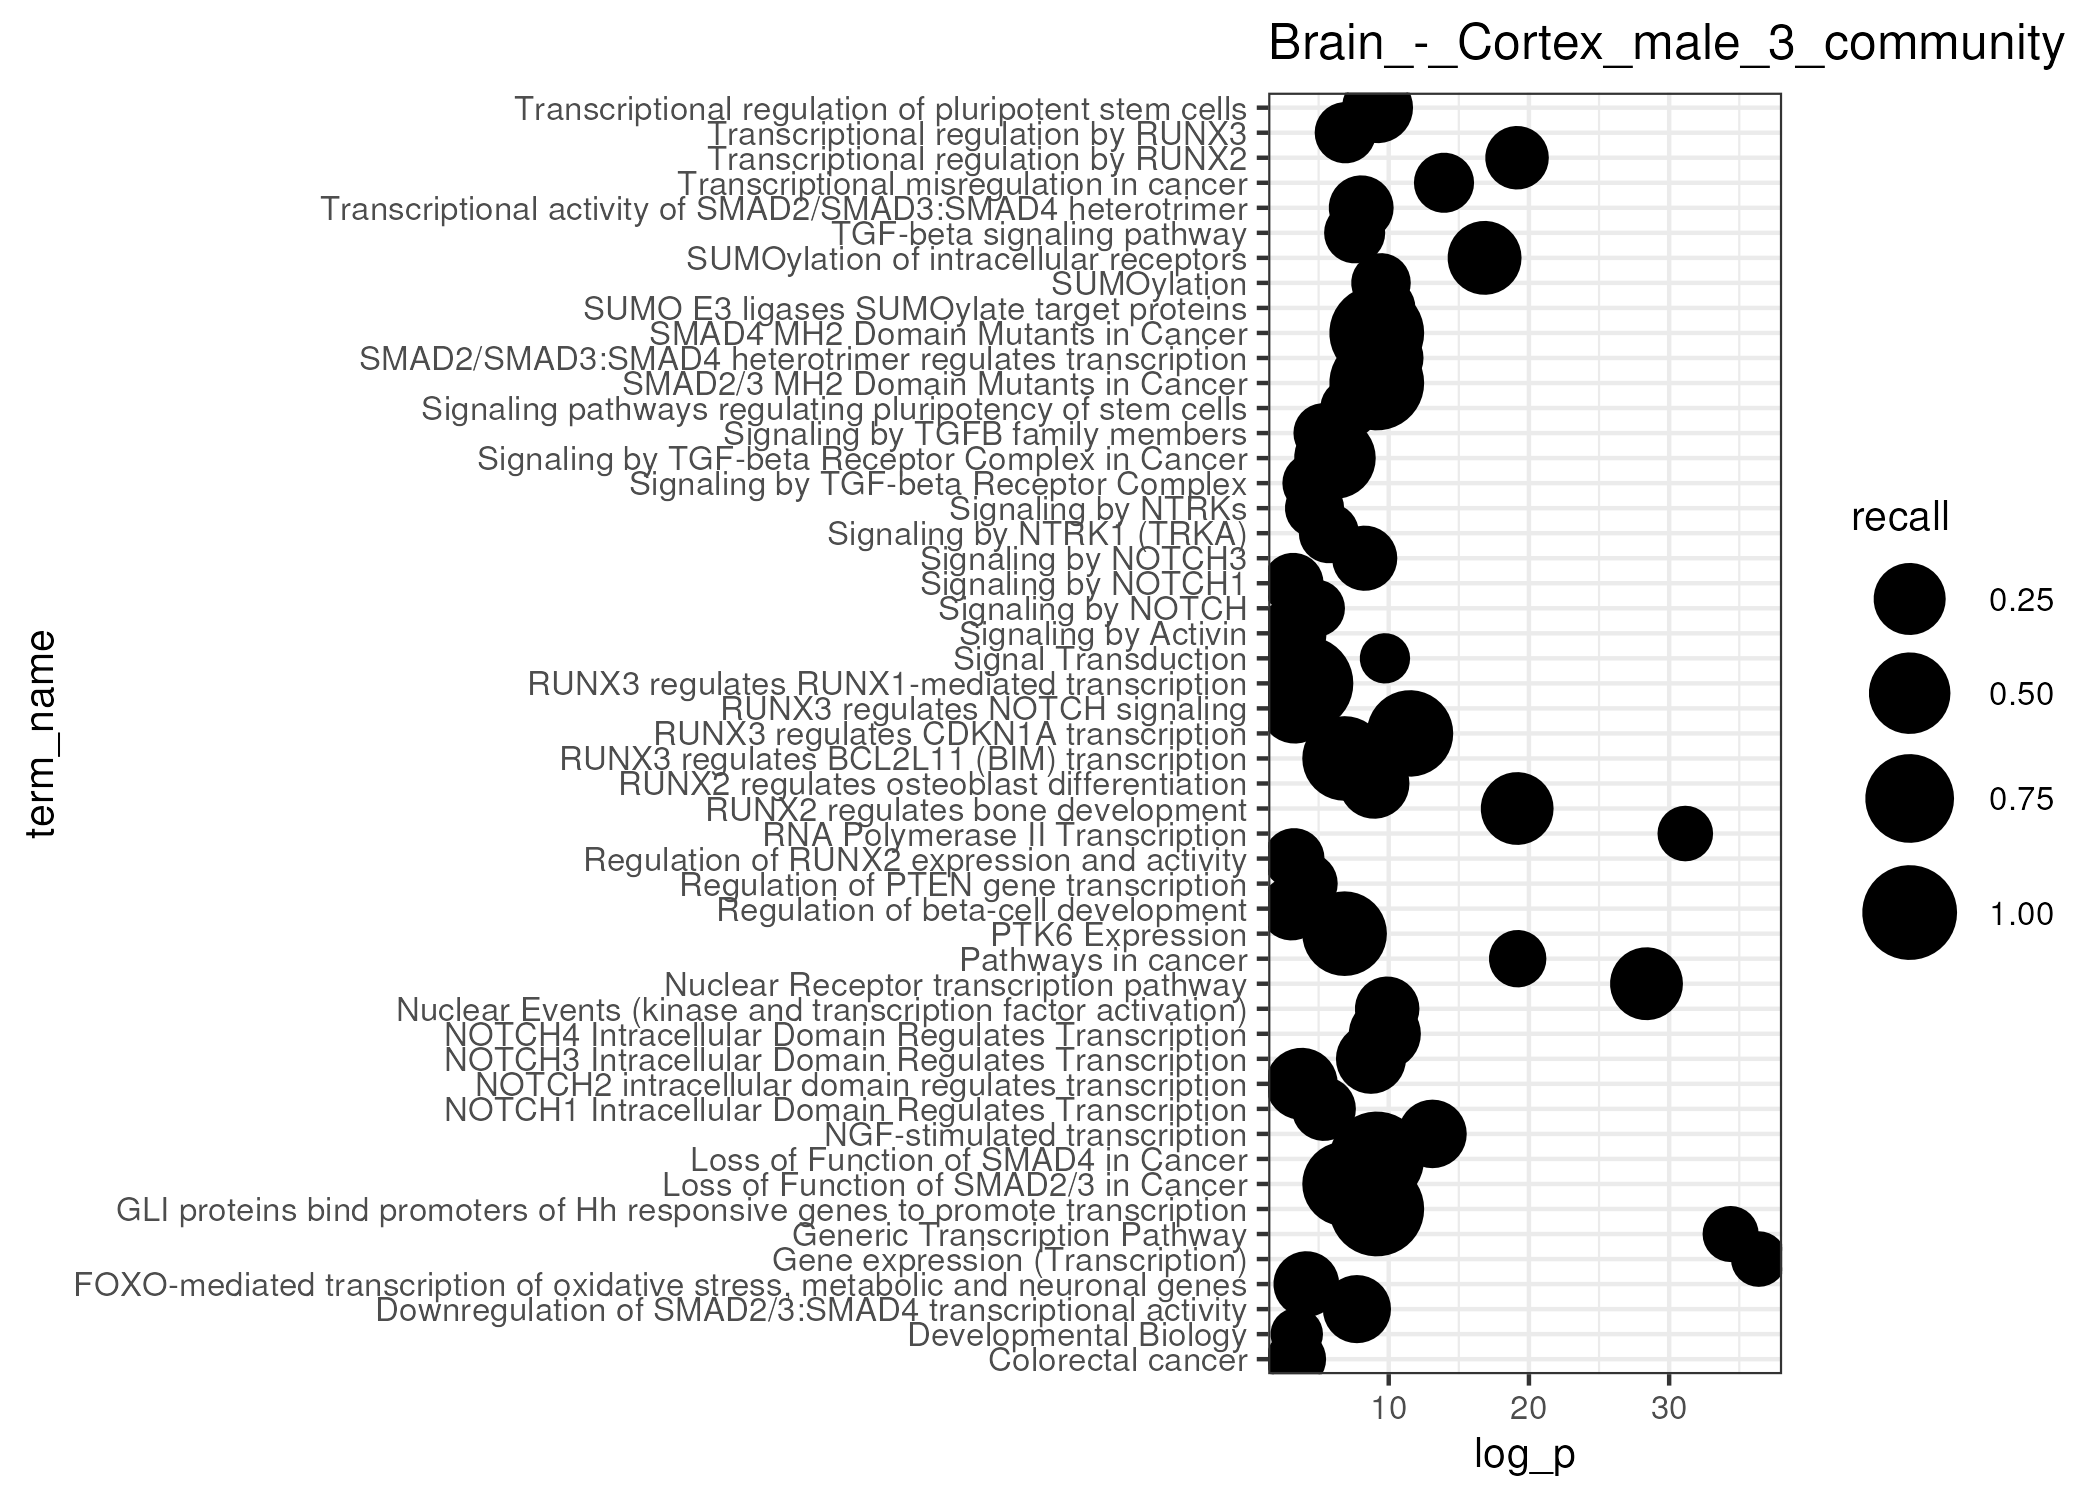 Brain_-_Cortex_male_3_community
term_name
Transcriptional regulation of pluripotent stem cells
Transcriptional regulation by RUNX3
Transcriptional regulation by RUNX2
Transcriptional misregulation in cancer
Transcriptional activity of SMAD2/SMAD3:SMAD4 heterotrimer
TGF-beta signaling pathway
SUMOylation of intracellular receptors
SUMOylation
SUMO E3 ligases SUMOylate target proteins
SMAD4 MH2 Domain Mutants in Cancer
SMAD2/SMAD3:SMAD4 heterotrimer regulates transcription
SMAD2/3 MH2 Domain Mutants in Cancer
Signaling pathways regulating pluripotency of stem cells
Signaling by TGFB family members
Signaling by TGF-beta Receptor Complex in Cancer
Signaling by TGF-beta Receptor Complex
Signaling by NTRKs
Signaling by NTRK1 (TRKA)
Signaling by NOTCH3
Signaling by NOTCH1
Signaling by NOTCH
Signaling by Activin
Signal Transduction
RUNX3 regulates RUNX1-mediated transcription
RUNX3 regulates NOTCH signaling
RUNX3 regulates CDKN1A transcription
RUNX3 regulates BCL2L11 (BIM) transcription
RUNX2 regulates osteoblast differentiation
RUNX2 regulates bone development
RNA Polymerase II Transcription
Regulation of RUNX2 expression and activity
Regulation of PTEN gene transcription
Regulation of beta-cell development
PTK6 Expression
Pathways in cancer
Nuclear Receptor transcription pathway
Nuclear Events (kinase and transcription factor activation)
NOTCH4 Intracellular Domain Regulates Transcription
NOTCH3 Intracellular Domain Regulates Transcription
NOTCH2 intracellular domain regulates transcription
NOTCH1 Intracellular Domain Regulates Transcription
NGF-stimulated transcription
Loss of Function of SMAD4 in Cancer
Loss of Function of SMAD2/3 in Cancer
GLI proteins bind promoters of Hh responsive genes to promote transcription
Generic Transcription Pathway
Gene expression (Transcription)
FOXO-mediated transcription of oxidative stress, metabolic and neuronal genes
Downregulation of SMAD2/3:SMAD4 transcriptional activity
Developmental Biology
Colorectal cancer
10 20 30
log_p
recall
0.25
0.50
0.75
1.00